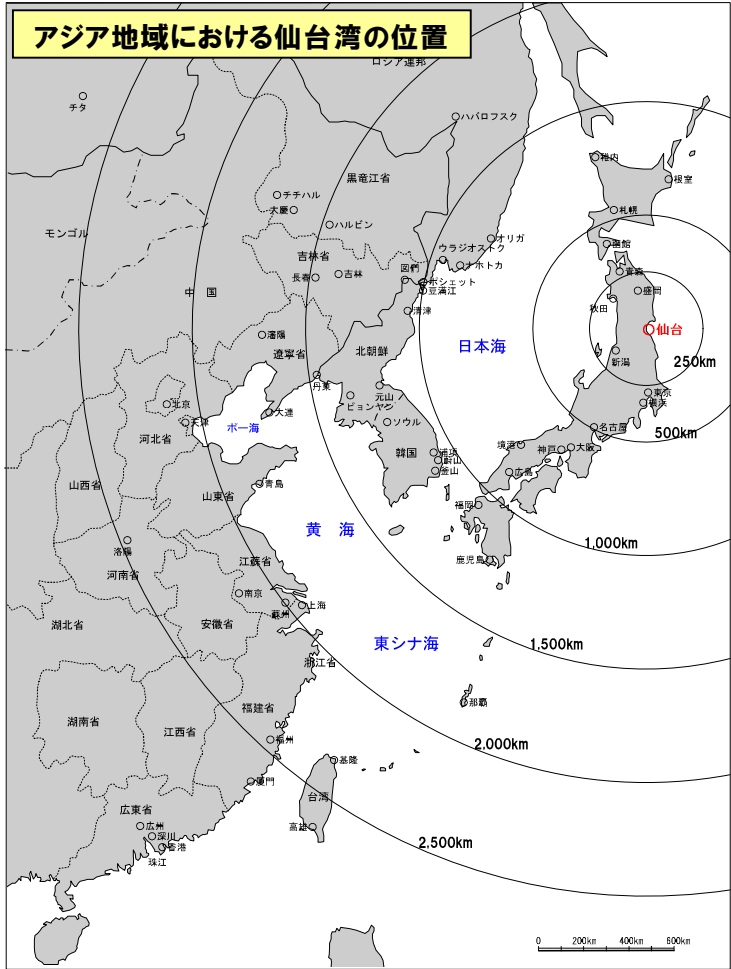 アジア地域における仙台湾の位置
ロシア連邦
チタ
ハバロフスク
稚内
根室
黒竜江省
チチハル
大慶
札幌
モンゴル
ハルビン
オリガ
函館
ウラジオストク
吉林省
ナホトカ
図們
青森
長春
吉林
ポシェット
豆満江
盛岡
中 国
秋田
清津
仙台
瀋陽
日本海
北朝鮮
遼寧省
新潟
250km
丹東
元山
東京
ピョンヤン
横浜
北京
大連
天津
ソウル
ボー海
名古屋
500km
河北省
境港
韓国
浦項
神戸
大阪
蔚山
釜山
広島
山西省
青島
山東省
福岡
黄 海
洛陽
1,000km
江蘇省
鹿児島
河南省
南京
蘇州
上海
湖北省
安徽省
東シナ海
1,500km
浙江省
那覇
福建省
湖南省
江西省
福州
2,000km
基隆
厦門
台湾
広東省
広州
高雄
深川
香港
2,500km
珠江
0 200km 400km 600km